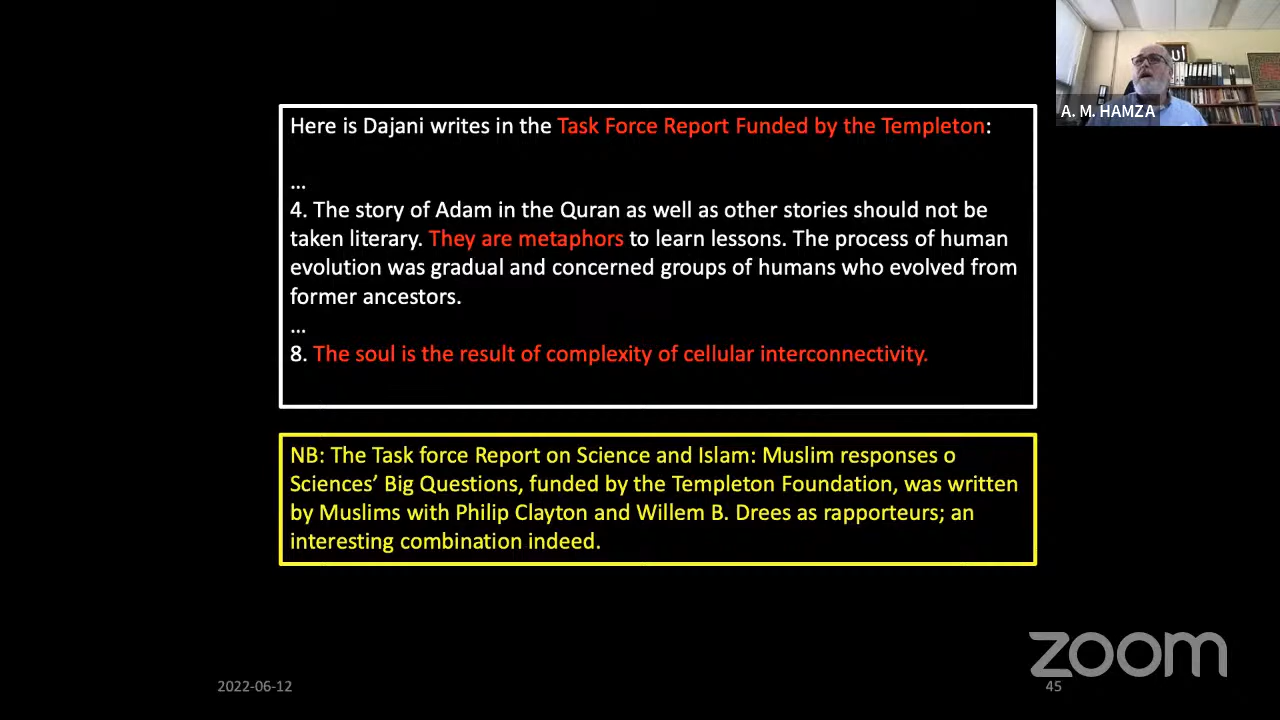 Here is Dajani writes in the Task Force Report Funded by the Templeton:
...
4. The story of Adam in the Quran as well as other stories should not be
taken literary. They are metaphors to learn lessons. The process of human
evolution was gradual and concerned groups of humans who evolved from
former ancestors.
...
8. The soul is the result of complexity of cellular interconnectivity.
NB: The Task force Report on Science and Islam: Muslim responses o
Sciences’ Big Questions, funded by the Templeton Foundation, was written
by Muslims with Philip Clayton and Willem B. Drees as rapporteurs; an
interesting combination indeed.
A. M. HAMZA
zoom
2022-06-12
45